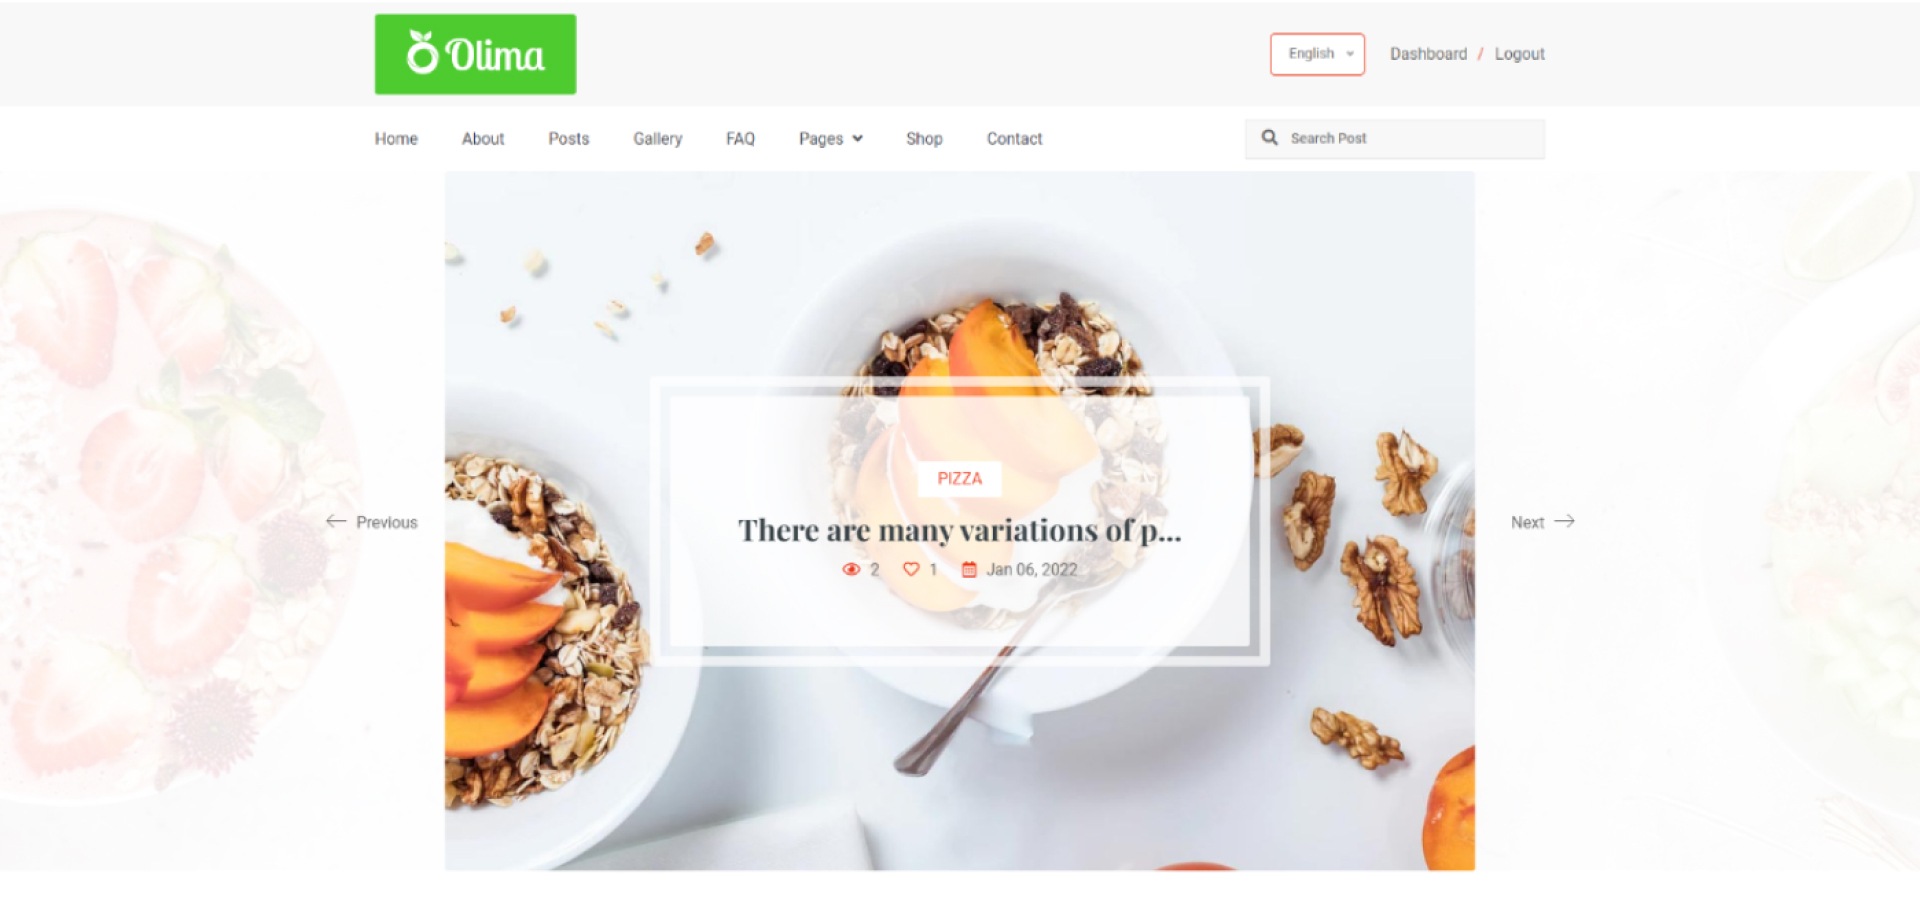 Olima
English
Dashboard / Logout
Home About Posts Gallery FAQ Pages Shop Contact
Search Post
PIZZA
← Previous
There are many variations of p...
Next →
2 1 Jan 06, 2022